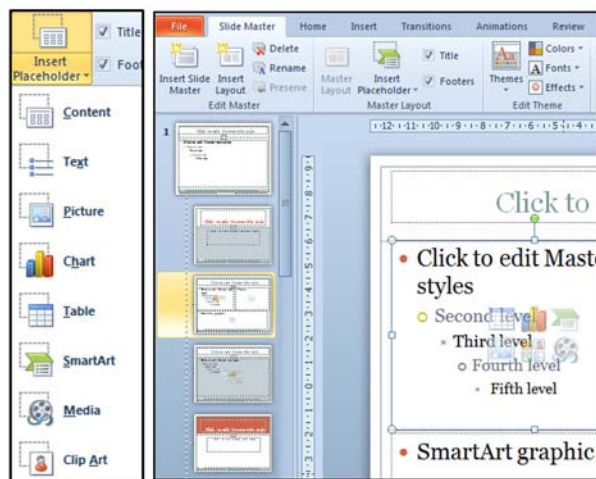 Title
Insert
Placeholder
Foo
Content
Text
Picture
Chart
Table
SmartArt
Media
Clip Art
File Slide Master Home Insert Transitions Animations Review
Insert Slide Master
Insert Layout
Delete
Rename
Preserve
Edit Master
Master Layout
Insert Placeholder
Title
Footers
Master Layout
Themes
Colors
Fonts
Effects
Edit Theme
1
Click to
• Click to edit Maste
styles
Second level
Third level
Fourth level
Fifth level
• SmartArt graphic